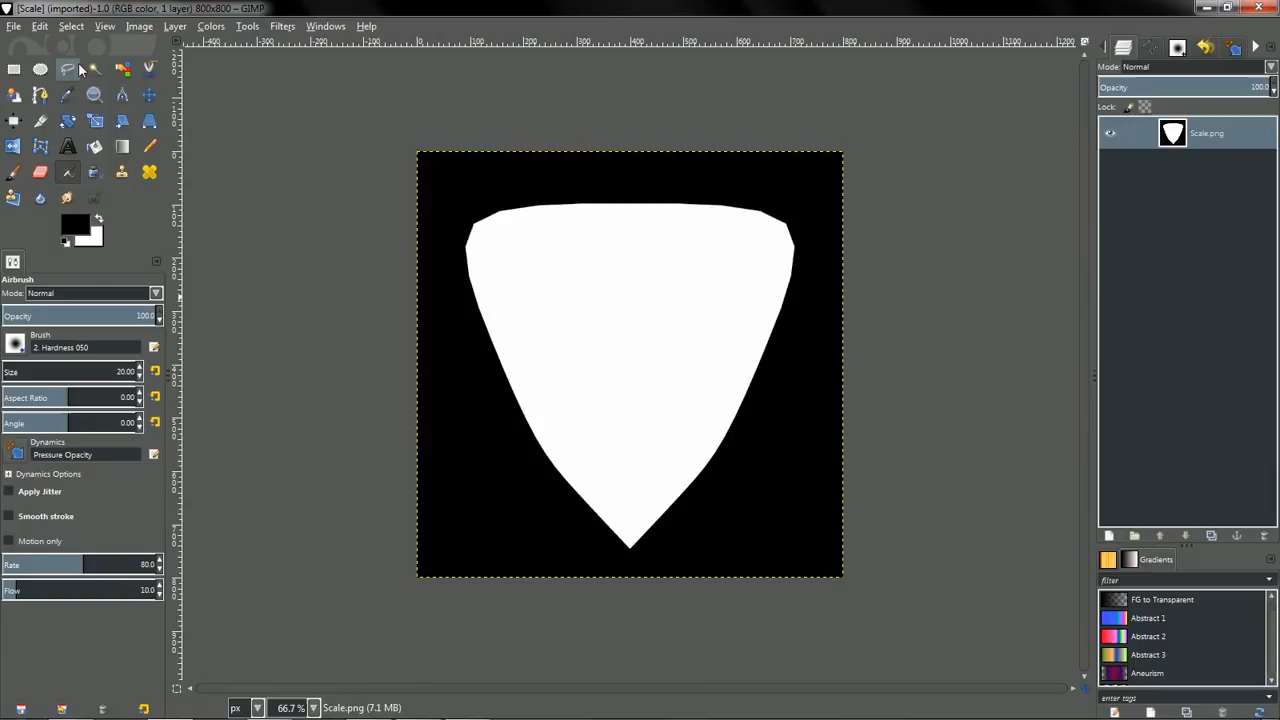 [Scale] (imported)-1.0 (RGB color, 1 layer) 800x800 – GIMP
File Edit Select View Image Layer Colors Tools Filters Windows Help
Mode: Normal
Opacity 100.0
Lock:
Scale.png
Airbrush
Mode: Normal
Opacity 100.0
Brush
2. Hardness 050
Size 20.00
Aspect Ratio 0.00
Angle 0.00
Dynamics
Pressure Opacity
Dynamics Options
Apply Jitter
Smooth stroke
Motion only
Rate 80.0
Flow 10.0
Gradients
filter
FG to Transparent
Abstract 1
Abstract 2
Abstract 3
Aneurism
enter tags
px 66.7 % Scale.png (7.1 MB)